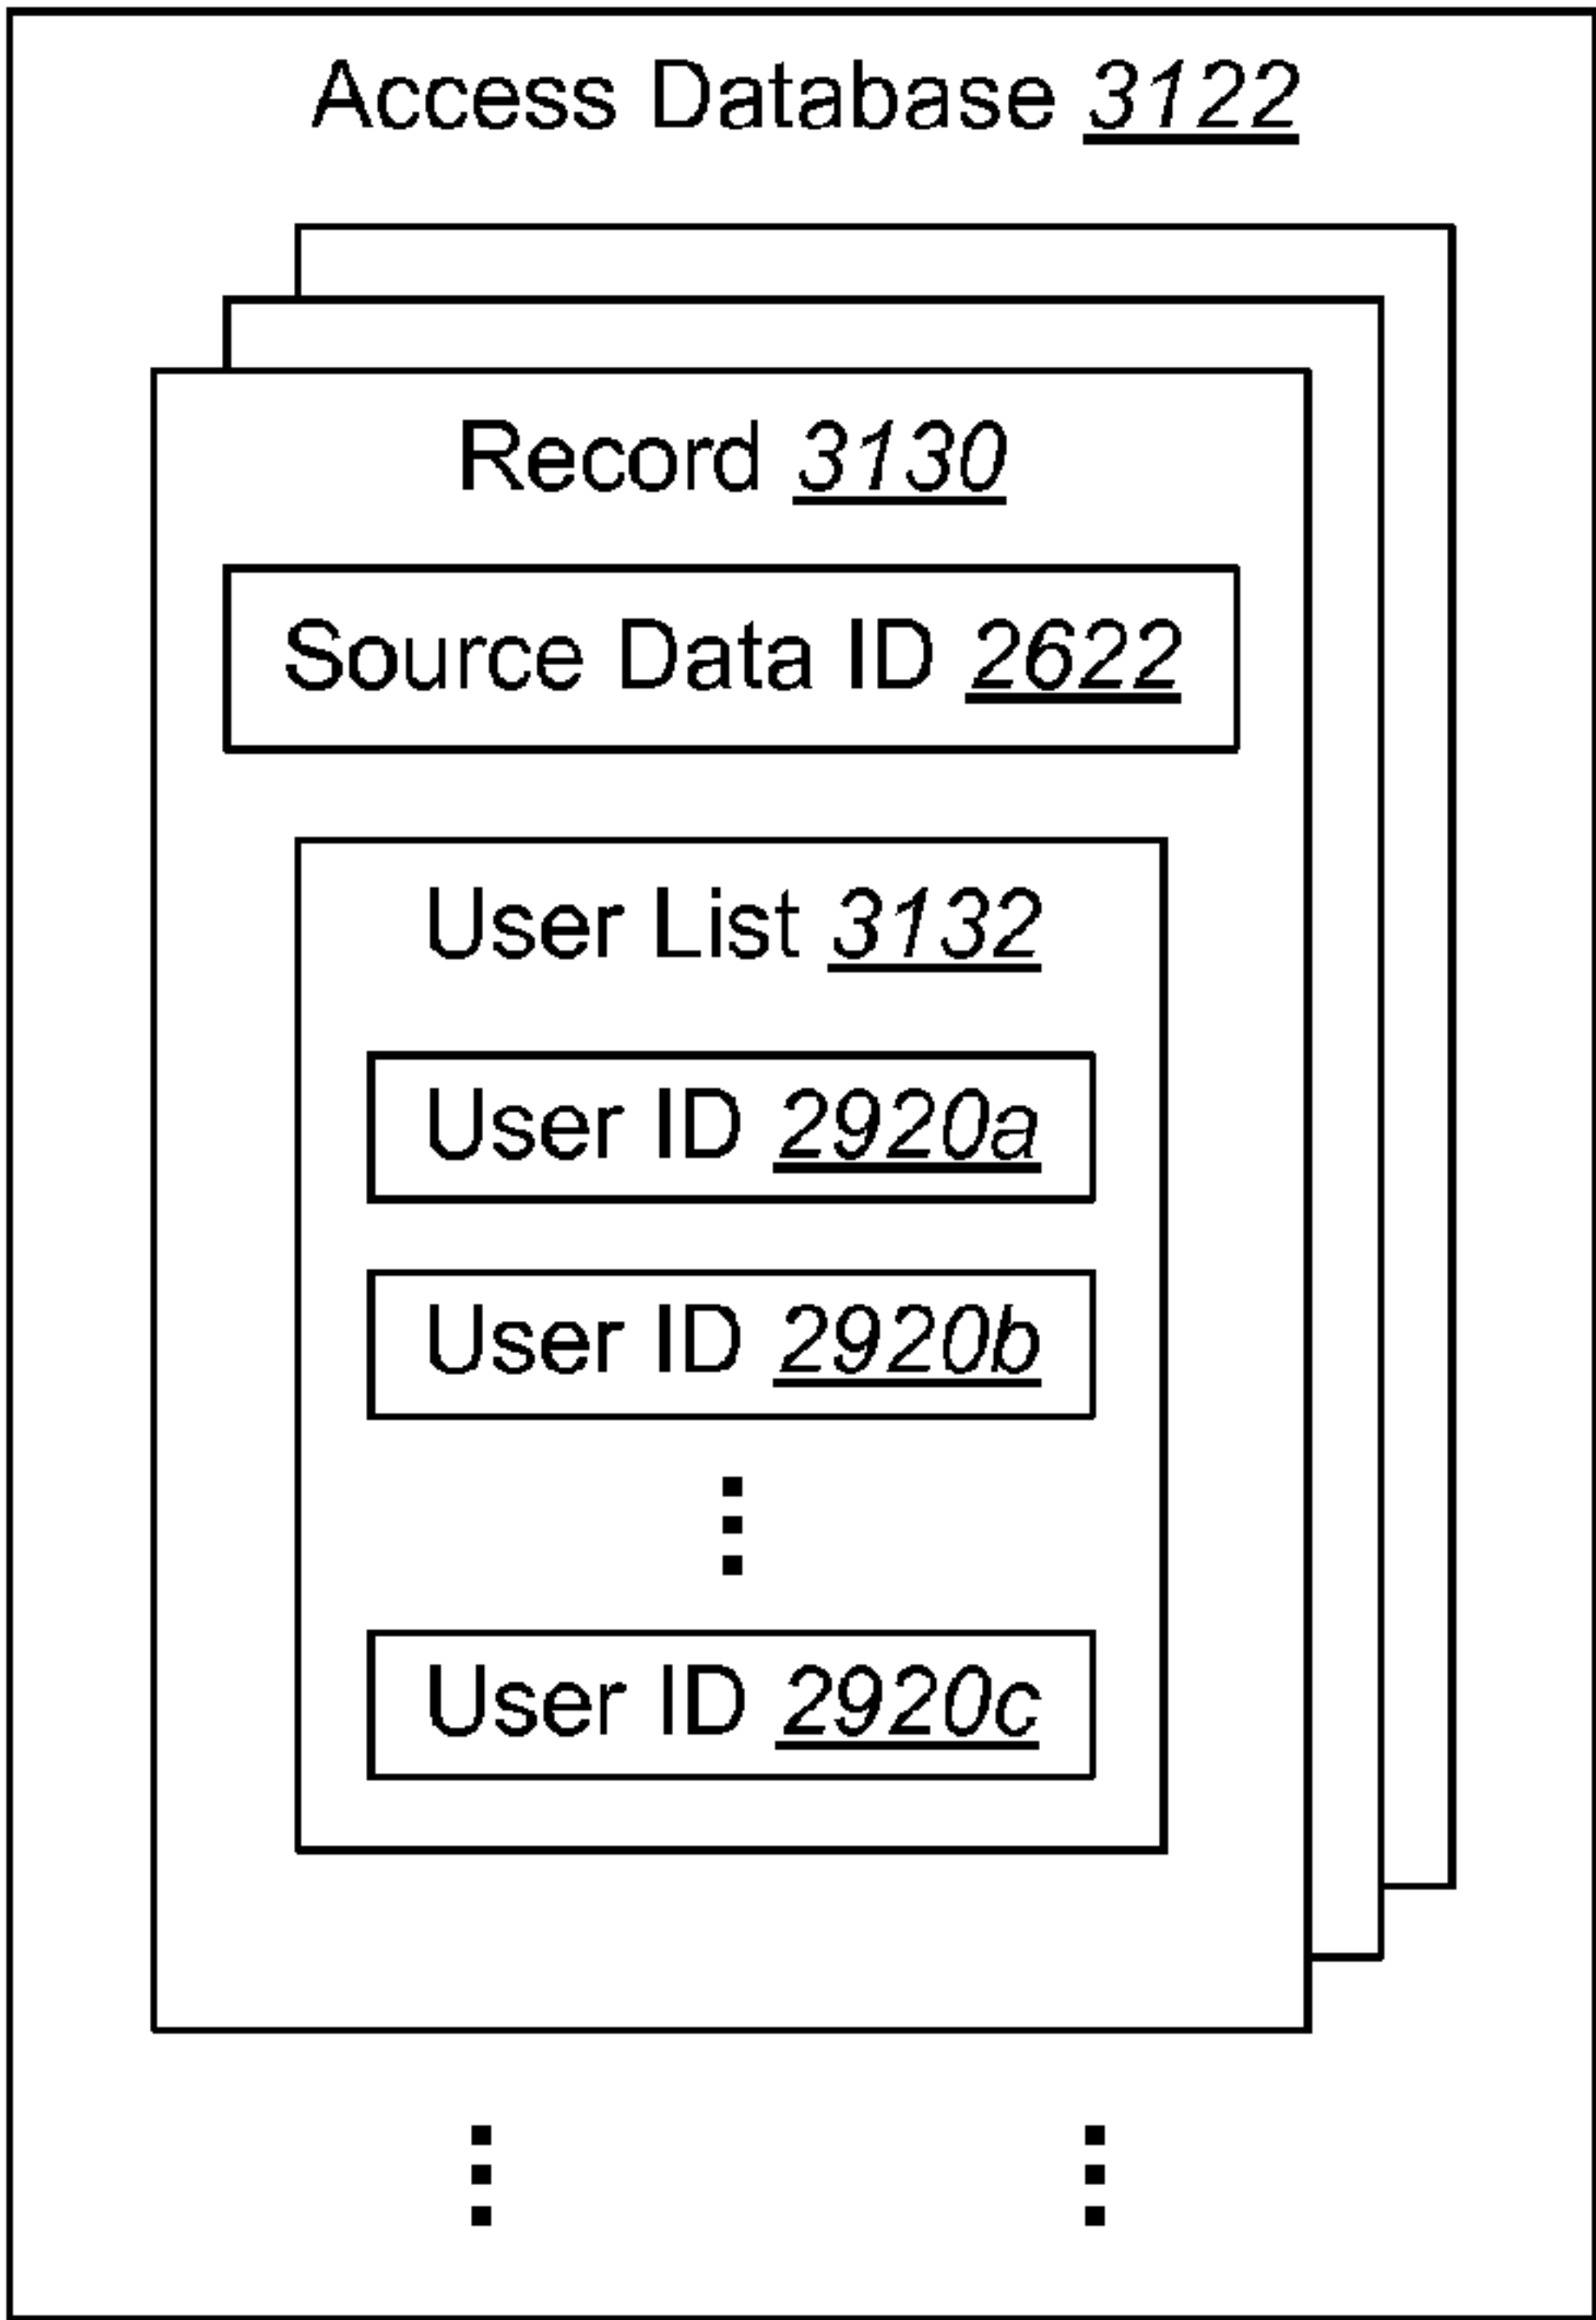 Access Database 3122
Record 3130
Source Data ID 2622
User List 3132
User ID 2920a
User ID 2920b
User ID 2920c